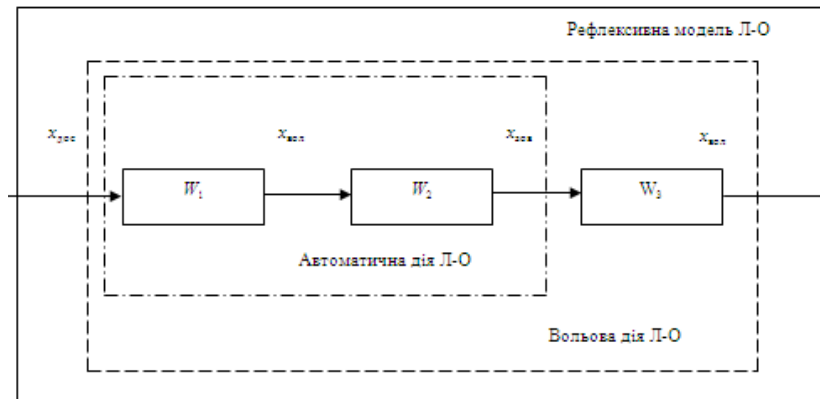 Рефлексивна модель Л-О
x
x
x
x
W₁
W₂
W₃
Автоматична дія Л-О
Вольова дія Л-О